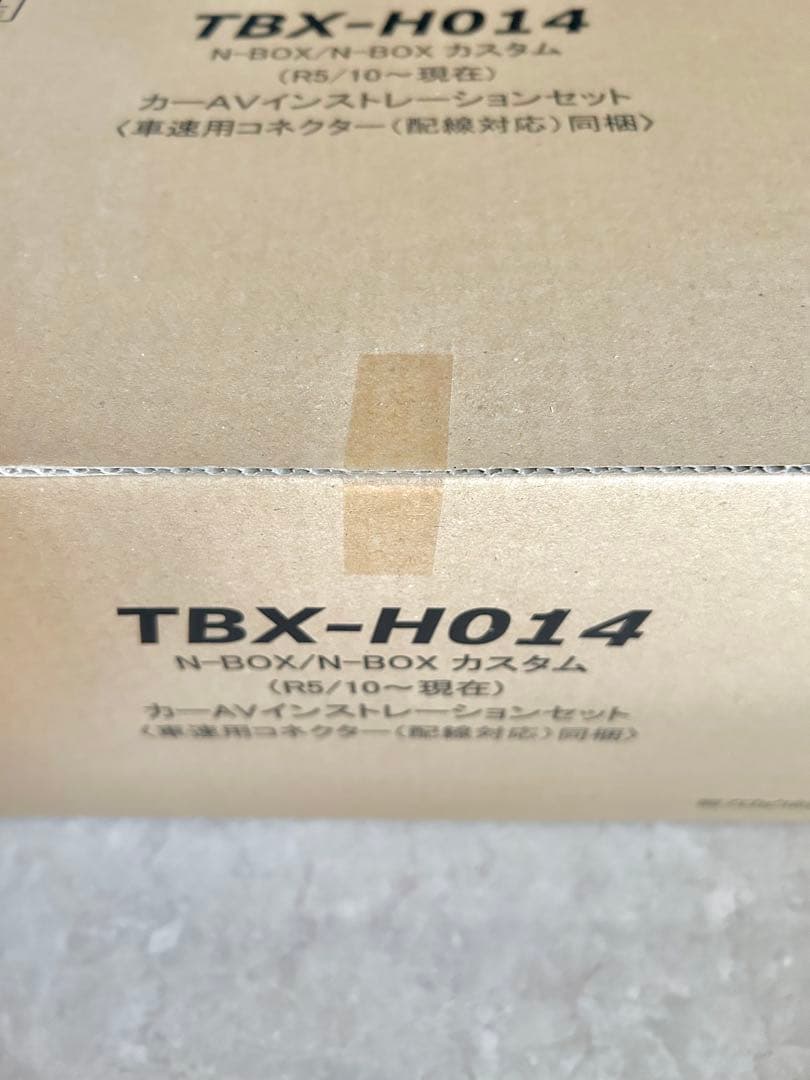 TBX-H014
N-BOX/N-BOX カスタム
(R5/10〜現在)
カーAVインストレーションセット
〈車速用コネクター(配線対応)同梱〉
TBX-H014
N-BOX/N-BOX カスタム
(R5/10〜現在)
カーAVインストレーションセット
〈車速用コネクター(配線対応)同梱〉